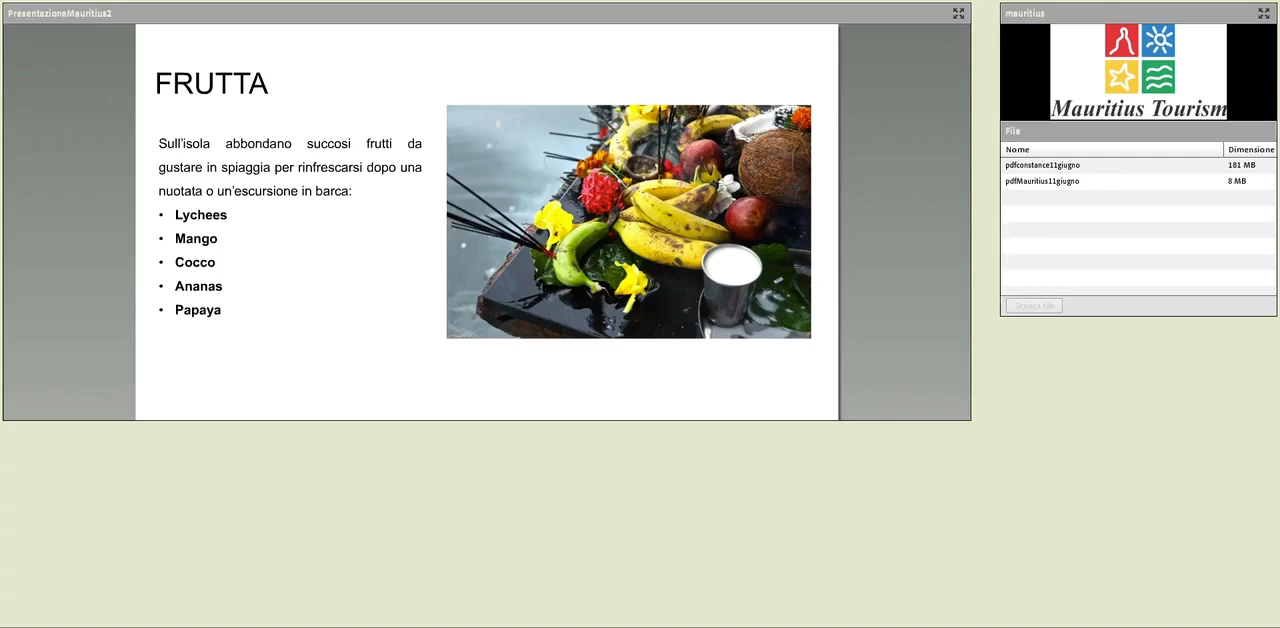 PresentazioneMauritius2
FRUTTA
Sull'isola abbondano succosi frutti da
gustare in spiaggia per rinfrescarsi dopo una
nuotata o un'escursione in barca:
• Lychees
• Mango
• Cocco
• Ananas
• Papaya
mauritius
Mauritius Tourism
File
Nome Dimensione
pdfconstance11giugno 181 MB
pdfMauritius11giugno 8 MB
Scarica file